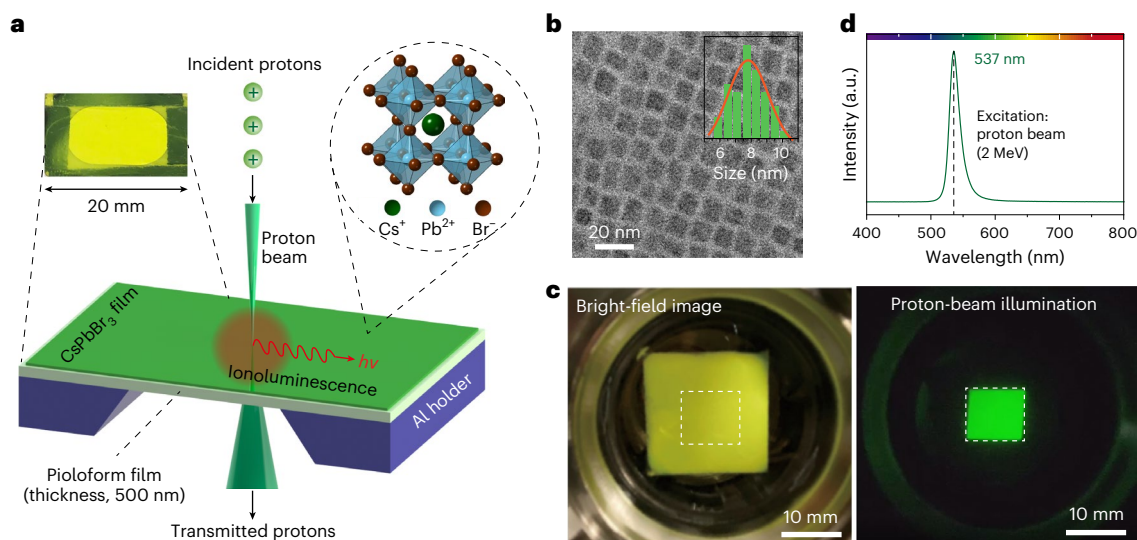 a
Incident protons
+
+
+
20 mm
Cs⁺ Pb²⁺ Br⁻
Proton
beam
CsPbBr₃ film
hν
Ionoluminescence
Al holder
Pioloform film
(thickness, 500 nm)
Transmitted protons
b
6 8 10
Size (nm)
20 nm
c
Bright-field image
10 mm
Proton-beam illumination
10 mm
d
537 nm
Excitation:
proton beam
(2 MeV)
Intensity (a.u.)
400 500 600 700 800
Wavelength (nm)